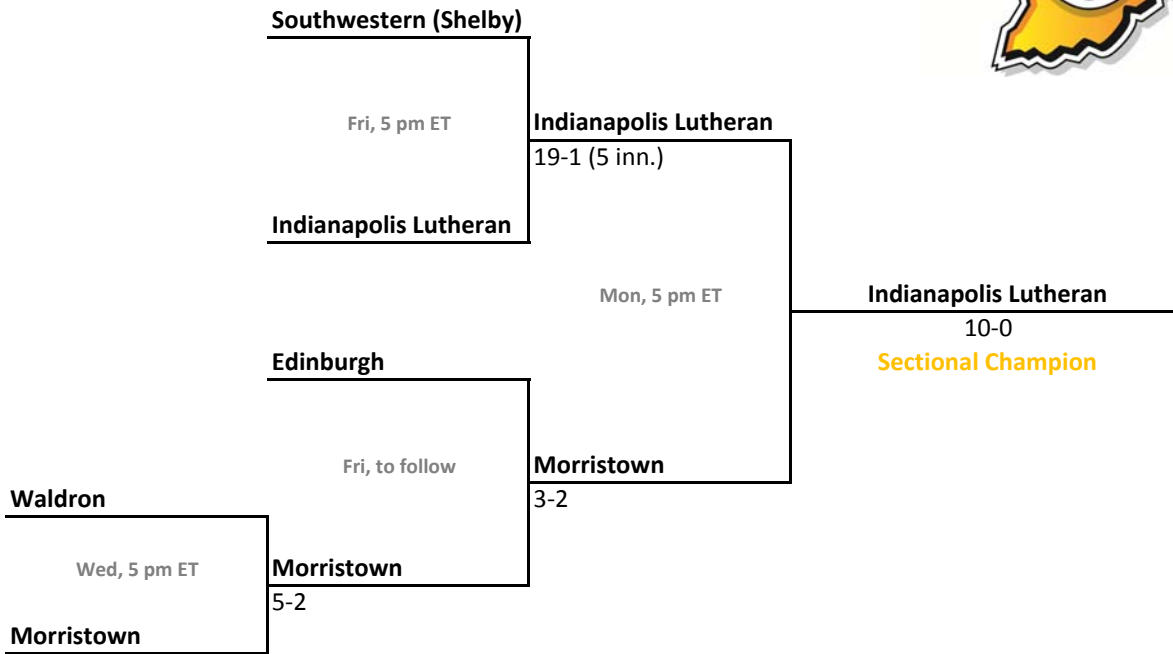 Southwestern (Shelby)
Fri, 5 pm ET
Indianapolis Lutheran
19-1 (5 inn.)
Indianapolis Lutheran
Mon, 5 pm ET
Indianapolis Lutheran
10-0
Sectional Champion
Edinburgh
Fri, to follow
Morristown
3-2
Waldron
Wed, 5 pm ET
Morristown
5-2
Morristown